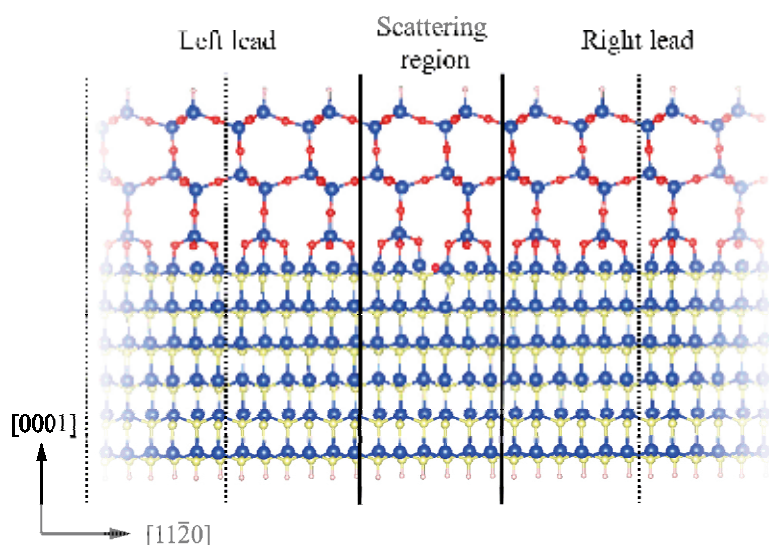 Left lead
Scattering
region
Right lead
[0001]
[112̄0]